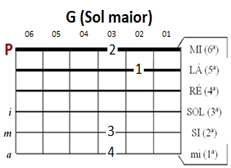 G (Sol maior)
06 05 04 03 02 01
P 2 MI (6ª)
1 LÁ (5ª)
RÉ (4ª)
i SOL (3ª)
m 3 SI (2ª)
a 4 mi (1ª)